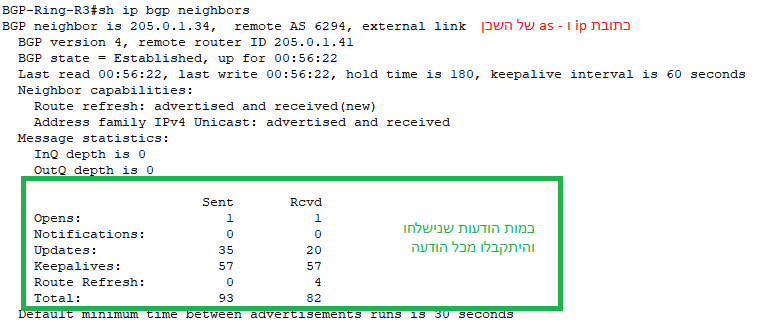 BGP-Ring-R3#sh ip bgp neighbors
BGP neighbor is 205.0.1.34,  remote AS 6294, external link כתובת ip ו - as של השכן
  BGP version 4, remote router ID 205.0.1.41
  BGP state = Established, up for 00:56:22
  Last read 00:56:22, last write 00:56:22, hold time is 180, keepalive interval is 60 seconds
  Neighbor capabilities:
    Route refresh: advertised and received(new)
    Address family IPv4 Unicast: advertised and received
  Message statistics:
    InQ depth is 0
    OutQ depth is 0
                         Sent       Rcvd
    Opens:                  1          1
    Notifications:          0          0
    Updates:               35         20
    Keepalives:            57         57
    Route Refresh:          0          4
    Total:                 93         82
כמות הודעות שנישלחו
והיתקבלו מכל הודעה
  Default minimum time between advertisements runs is 30 seconds